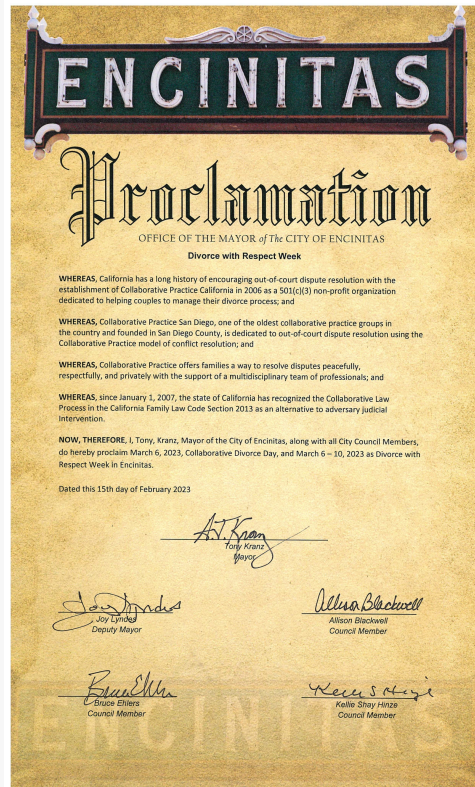 ENCINITAS
Proclamation
OFFICE OF THE MAYOR of The CITY OF ENCINITAS
Divorce with Respect Week
WHEREAS, California has a long history of encouraging out-of-court dispute resolution with the
establishment of Collaborative Practice California in 2006 as a 501(c)(3) non-profit organization
dedicated to helping couples to manage their divorce process; and
WHEREAS, Collaborative Practice San Diego, one of the oldest collaborative practice groups in
the country and founded in San Diego County, is dedicated to out-of-court dispute resolution using the
Collaborative Practice model of conflict resolution; and
WHEREAS, Collaborative Practice offers families a way to resolve disputes peacefully,
respectfully, and privately with the support of a multidisciplinary team of professionals; and
WHEREAS, since January 1, 2007, the state of California has recognized the Collaborative Law
Process in the California Family Law Code Section 2013 as an alternative to adversary judicial
Intervention.
NOW, THEREFORE, I, Tony, Kranz, Mayor of the City of Encinitas, along with all City Council Members,
do hereby proclaim March 6, 2023, Collaborative Divorce Day, and March 6 – 10, 2023 as Divorce with
Respect Week in Encinitas.
Dated this 15th day of February 2023
A.J. Kranz
Tony Kranz
Mayor
Joy Lyndes
Joy Lyndes
Deputy Mayor
Allison Blackwell
Allison Blackwell
Council Member
Bruce Ehlers
Bruce Ehlers
Council Member
Kellie S Hinze
Kellie Shay Hinze
Council Member
ENCINITAS